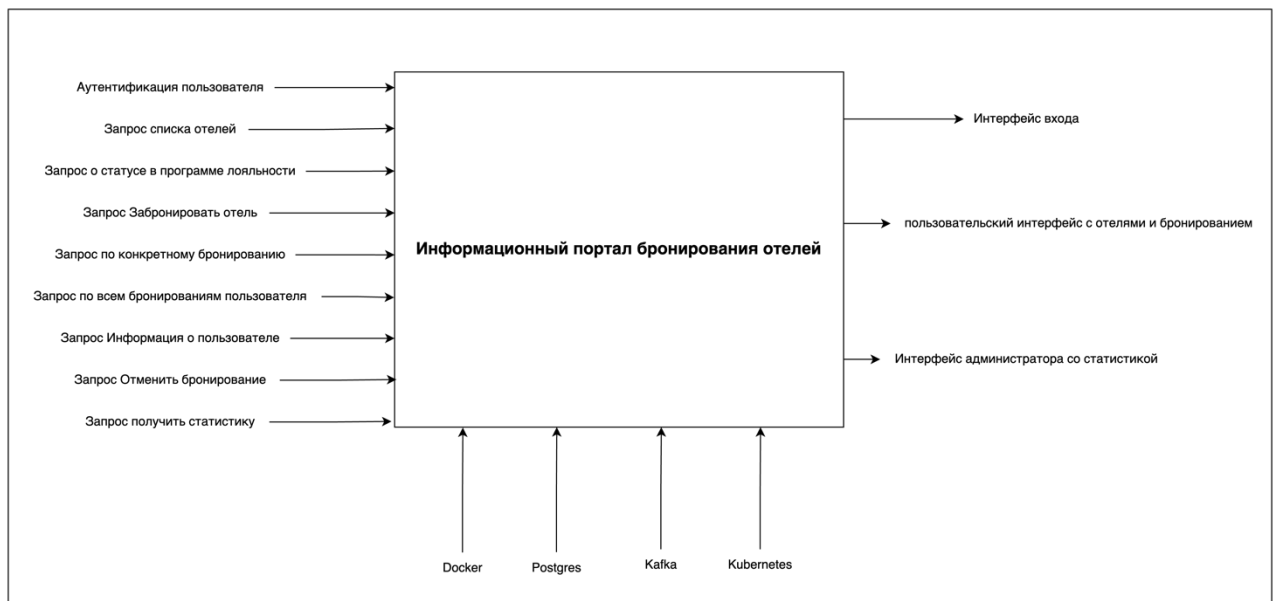 Аутентификация пользователя
Запрос списка отелей
Запрос о статусе в программе лояльности
Запрос Забронировать отель
Запрос по конкретному бронированию
Запрос по всем бронированиям пользователя
Запрос Информация о пользователе
Запрос Отменить бронирование
Запрос получить статистику
Информационный портал бронирования отелей
Интерфейс входа
пользовательский интерфейс с отелями и бронированием
Интерфейс администратора со статистикой
Docker
Postgres
Kafka
Kubernetes